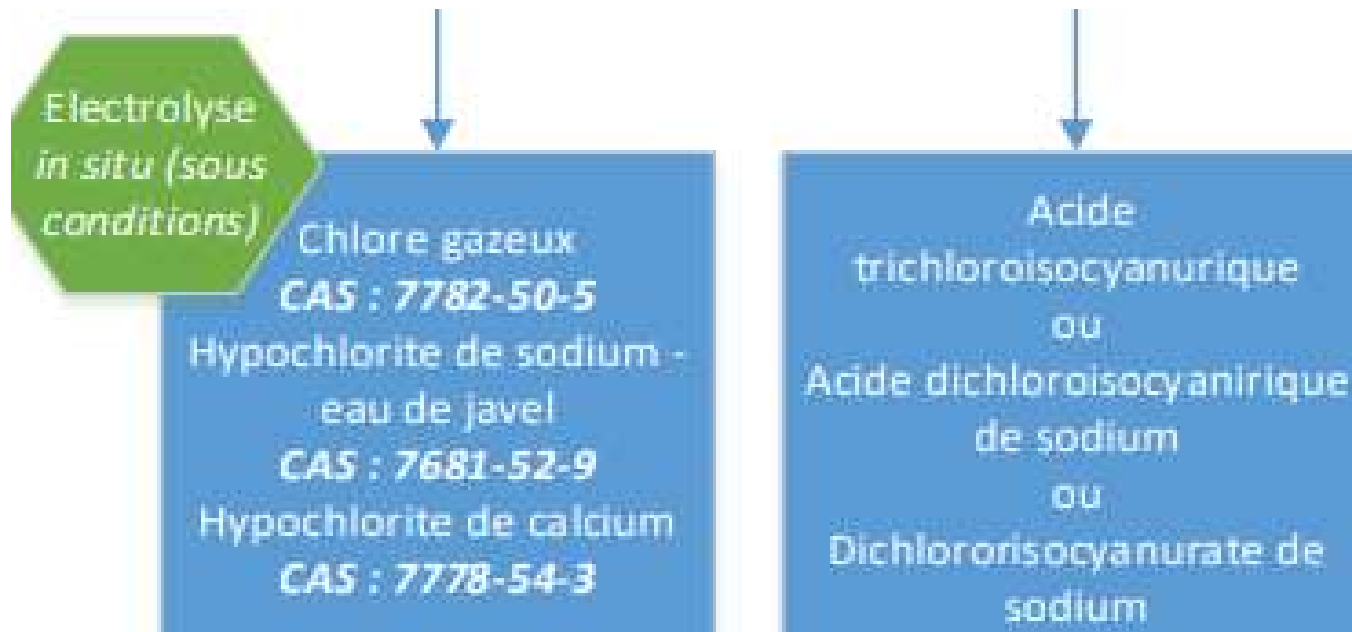 Electrolyse
in situ (sous
conditions)
Chlore gazeux
CAS : 7782-50-5
Hypochlorite de sodium -
eau de javel
CAS : 7681-52-9
Hypochlorite de calcium
CAS : 7778-54-3
Acide
trichloroisocyanurique
ou
Acide dichloroisocyanirique
de sodium
ou
Dichlororisocyanurate de
sodium